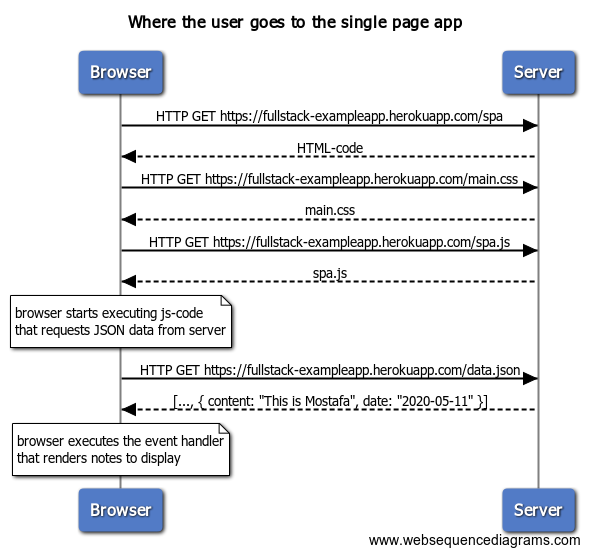 Where the user goes to the single page app
Browser
Server
HTTP GET https://fullstack-exampleapp.herokuapp.com/spa
HTML-code
HTTP GET https://fullstack-exampleapp.herokuapp.com/main.css
main.css
HTTP GET https://fullstack-exampleapp.herokuapp.com/spa.js
spa.js
browser starts executing js-code
that requests JSON data from server
HTTP GET https://fullstack-exampleapp.herokuapp.com/data.json
[..., { content: "This is Mostafa", date: "2020-05-11" }]
browser executes the event handler
that renders notes to display
Browser
Server
www.websequencediagrams.com